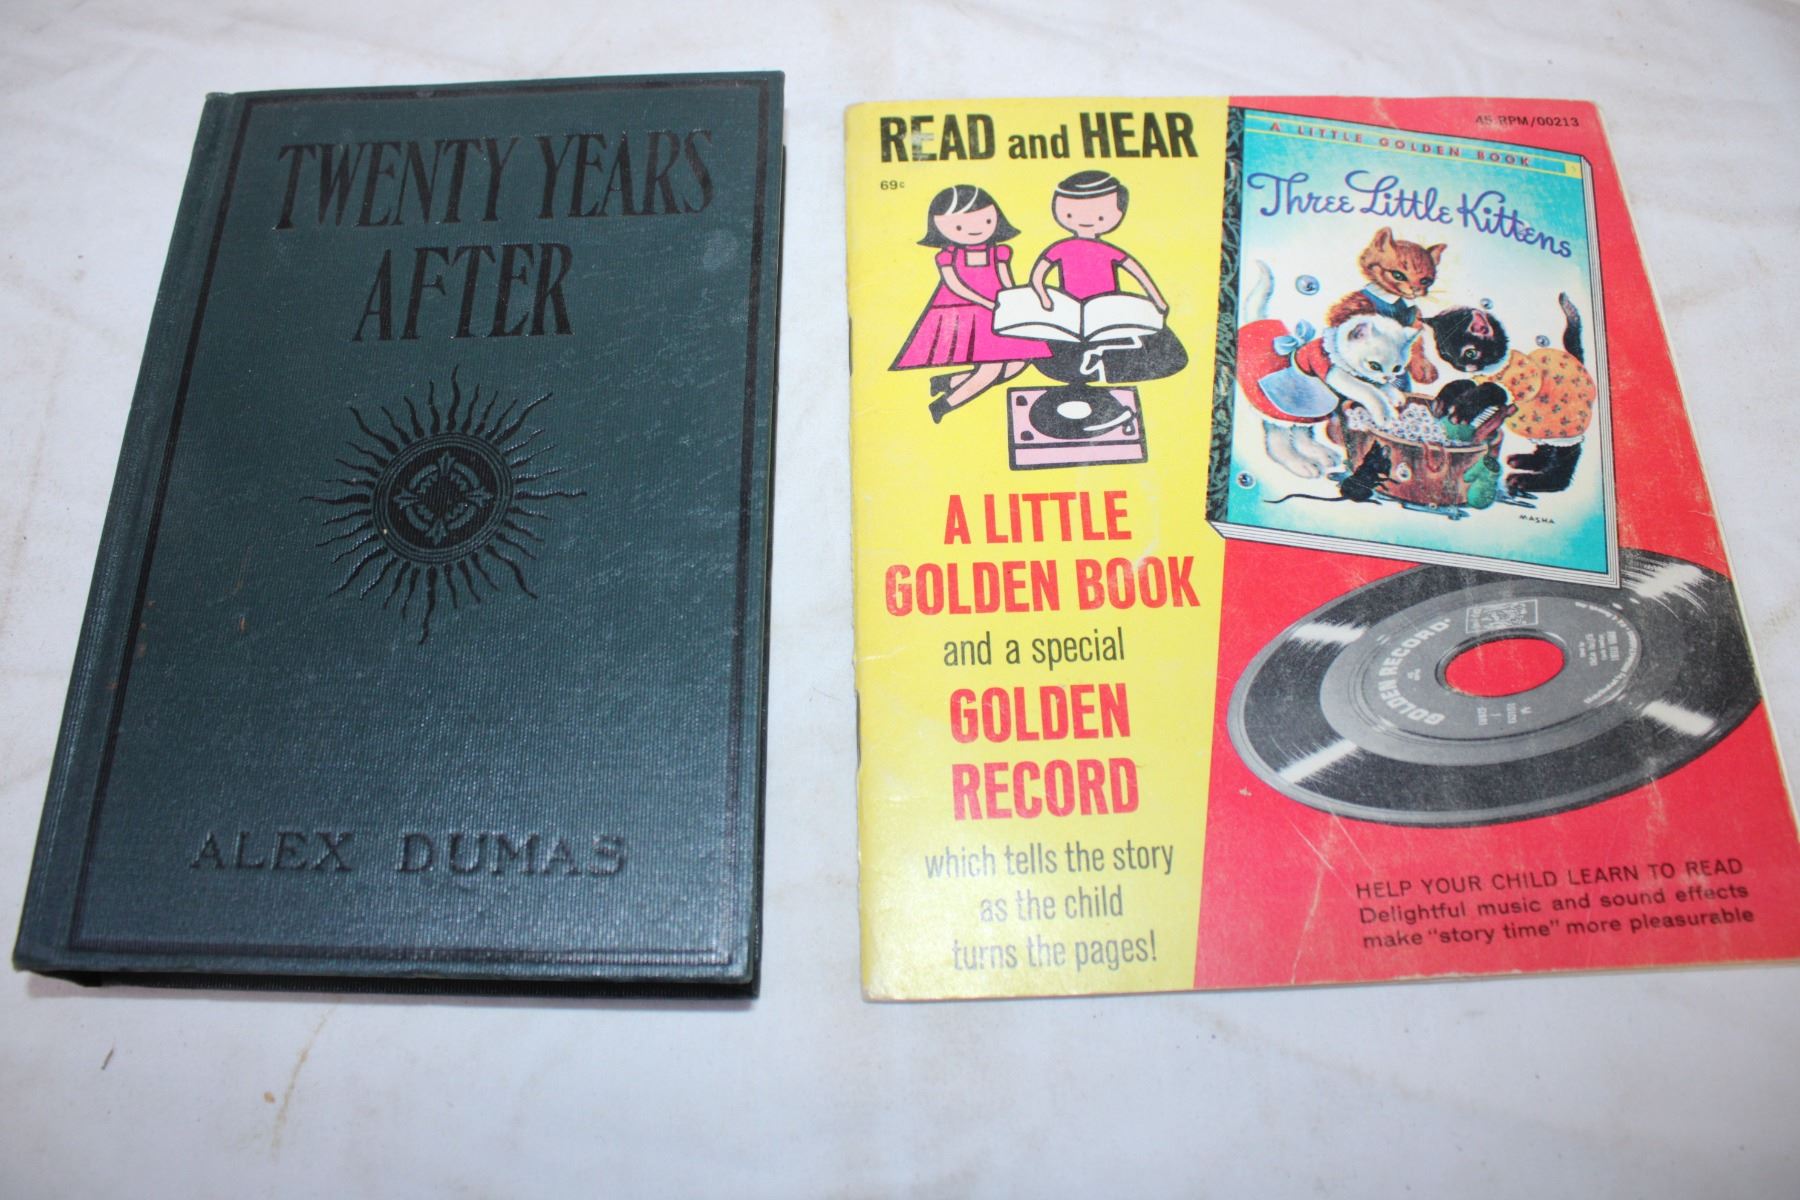 TWENTY YEARS
AFTER
ALEX DUMAS
READ and HEAR
69c
45 RPM/00213
A LITTLE GOLDEN BOOK
Three Little Kittens
MASHA
A LITTLE
GOLDEN BOOK
and a special
GOLDEN
RECORD
which tells the story
as the child
turns the pages!
GOLDEN RECORD
HELP YOUR CHILD LEARN TO READ
Delightful music and sound effects
make "story time" more pleasurable